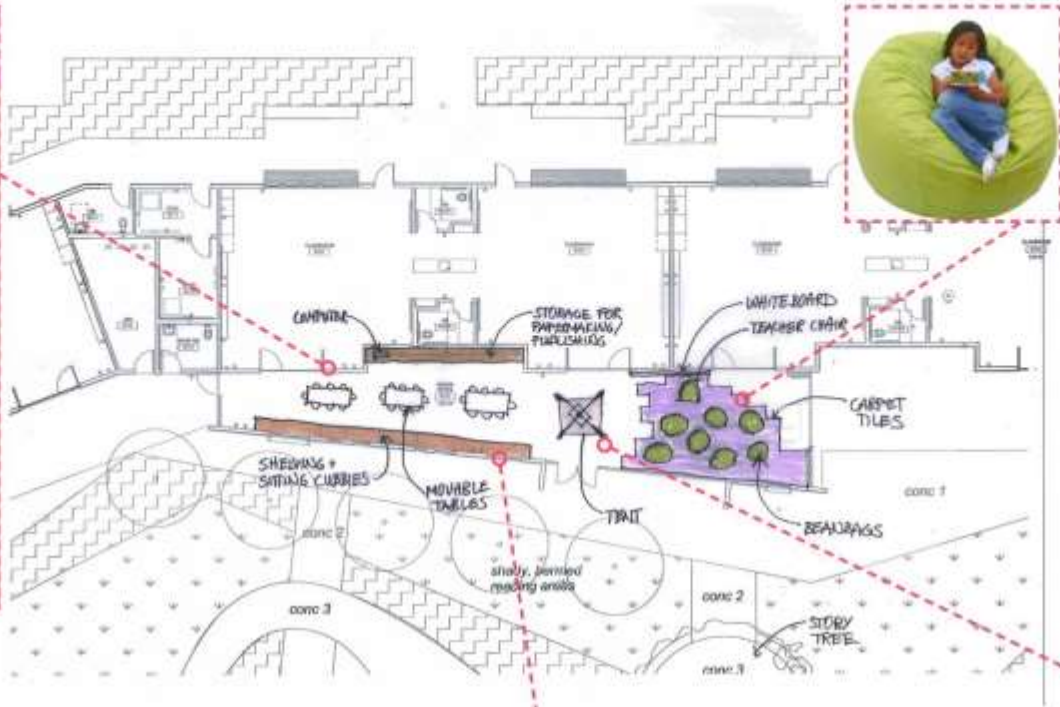 COMPUTER
STORAGE FOR
PAPERMAKING/
PUBLISHING
WHITEBOARD
TEACHER CHAIR
CARPET
TILES
SHELVING +
SITTING CUBBIES
MOVABLE
TABLES
TENT
BEANBAGS
conc 1
conc 2
shady, bermed
reading areas
conc 3
conc 2
STORY
TREE
conc 3